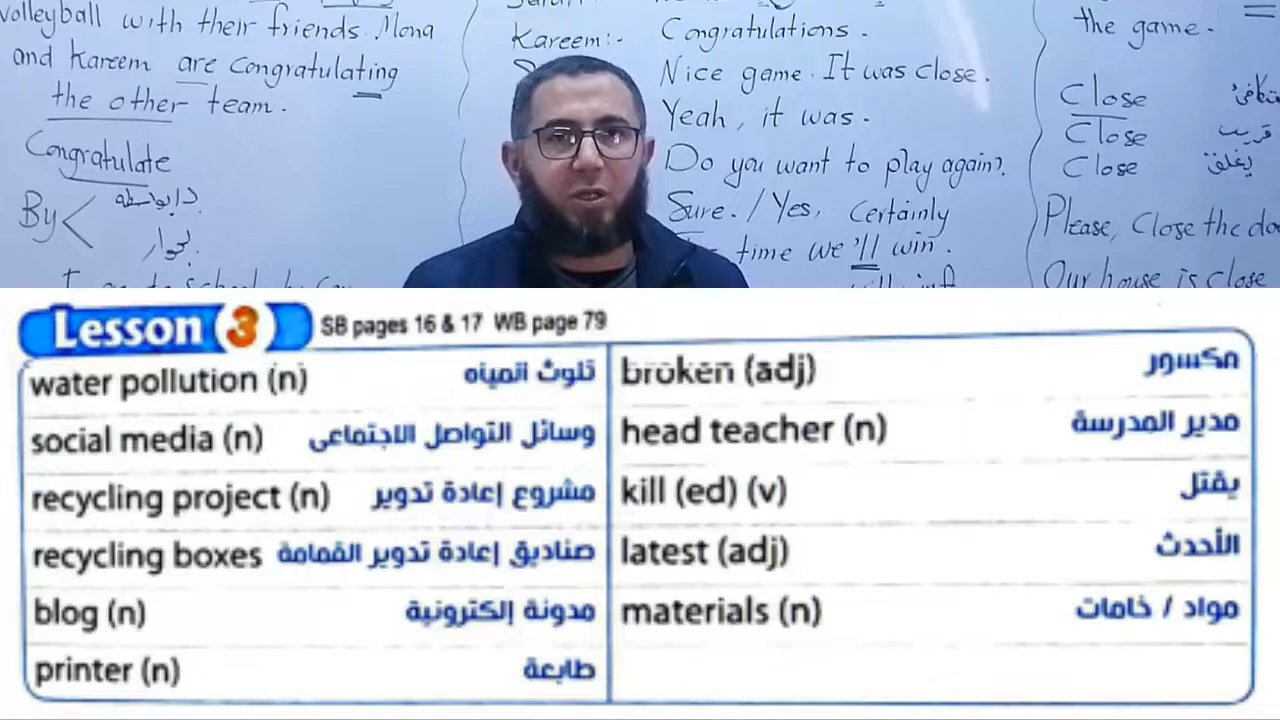 volleyball with their friends. Mona
and Kareem are congratulating
the other team.
Congratulate
By
بواسطة
بجوار
Kareem:-
Congratulations.
Nice game. It was close.
Yeah, it was.
Do you want to play again?
Sure. / Yes, Certainly
time we'll win.
the game.
Close
Close قريب
Close يغلق
Please, Close the
Our house is close
Lesson 3 SB pages 16 & 17 WB page 79
water pollution (n) تلوث المياه
social media (n) وسائل التواصل الاجتماعى
recycling project (n) مشروع إعادة تدوير
recycling boxes صناديق إعادة تدوير القمامة
blog (n) مدونة إلكترونية
printer (n) طابعة
broken (adj) مكسور
head teacher (n) مدير المدرسة
kill (ed) (v) يقتل
latest (adj) الأحدث
materials (n) مواد / خامات